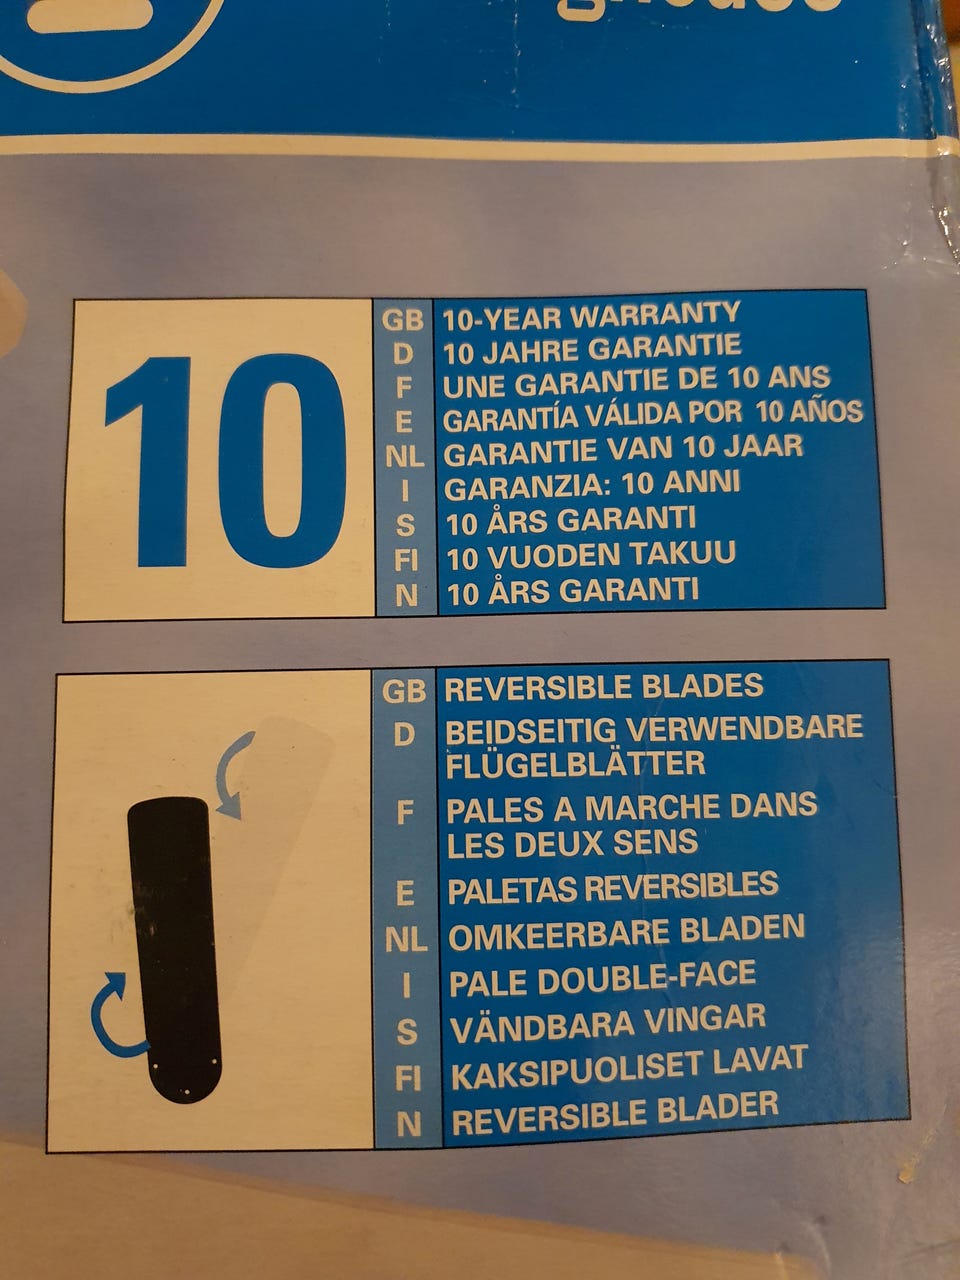 10
GB 10-YEAR WARRANTY
D 10 JAHRE GARANTIE
F UNE GARANTIE DE 10 ANS
E GARANTÍA VÁLIDA POR 10 AÑOS
NL GARANTIE VAN 10 JAAR
I GARANZIA: 10 ANNI
S 10 ÅRS GARANTI
FI 10 VUODEN TAKUU
N 10 ÅRS GARANTI
GB REVERSIBLE BLADES
D BEIDSEITIG VERWENDBARE
FLÜGELBLÄTTER
F PALES A MARCHE DANS
LES DEUX SENS
E PALETAS REVERSIBLES
NL OMKEERBARE BLADEN
I PALE DOUBLE-FACE
S VÄNDBARA VINGAR
FI KAKSIPUOLISET LAVAT
N REVERSIBLE BLADER